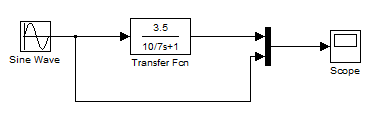 3.5
10/7s+1
Sine Wave
Transfer Fcn
Scope